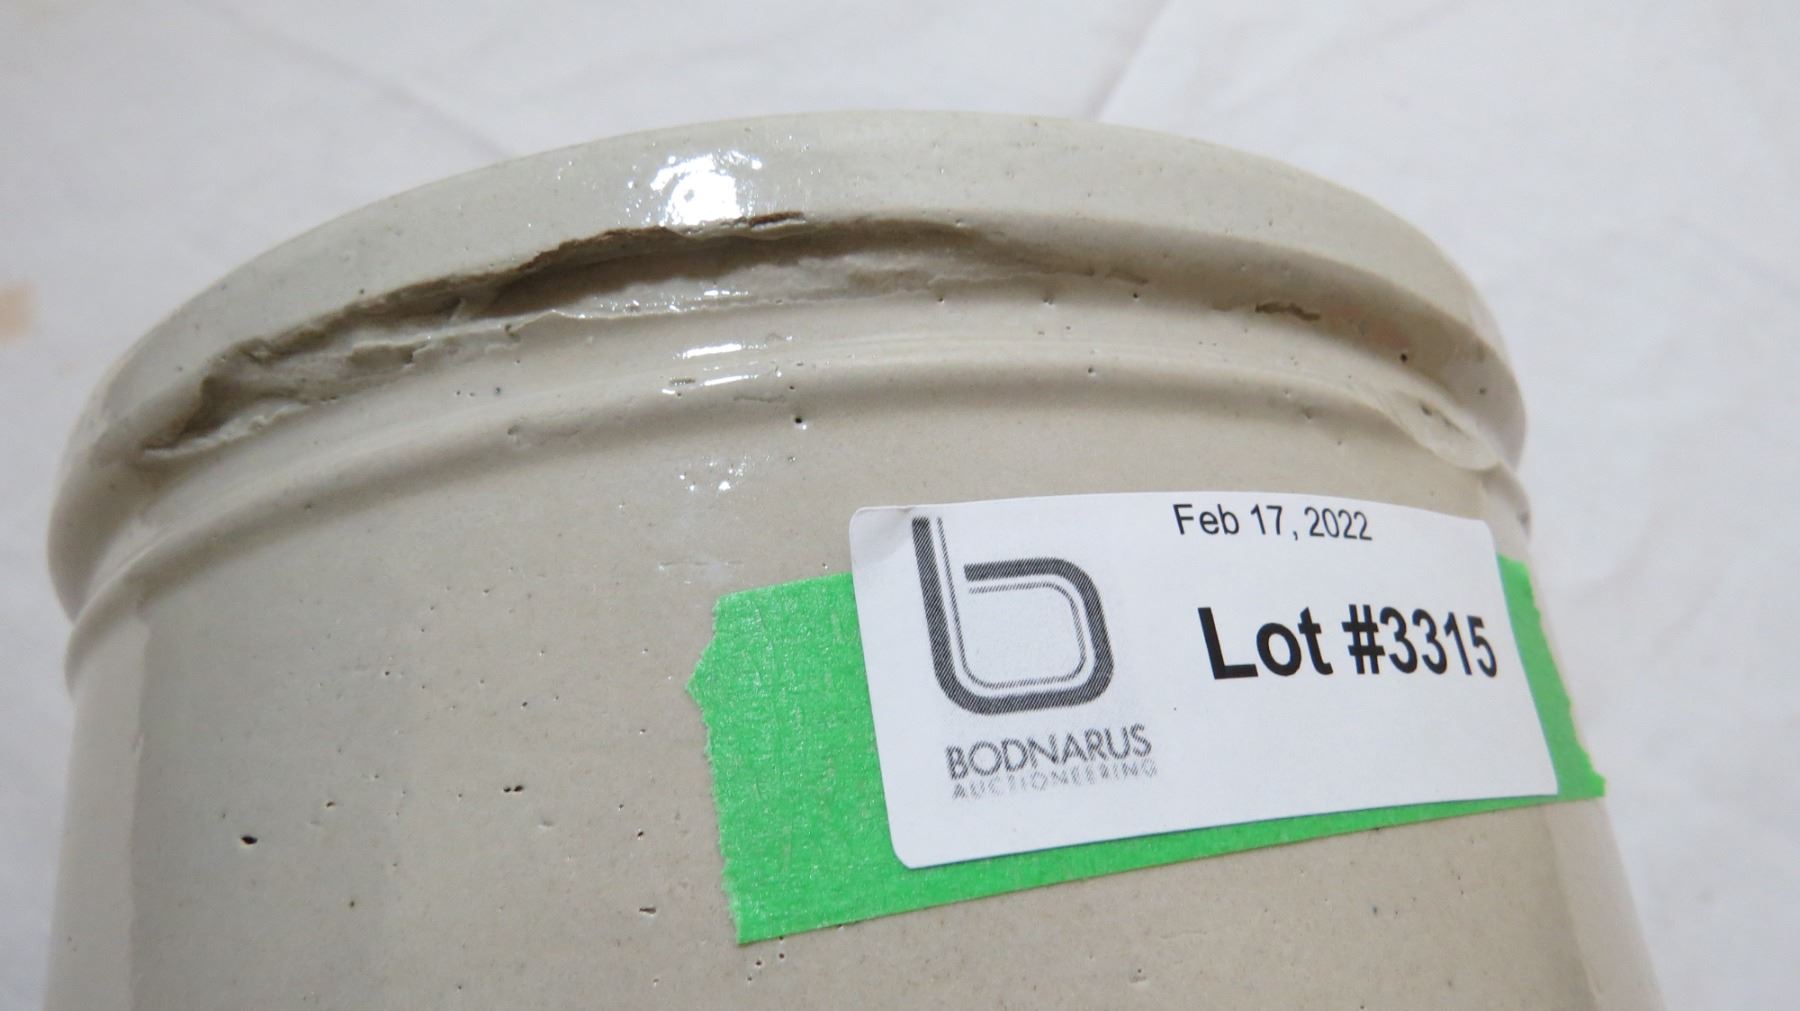 Feb 17, 2022
Lot #3315
b
BODNARUS
AUCTIONEERING